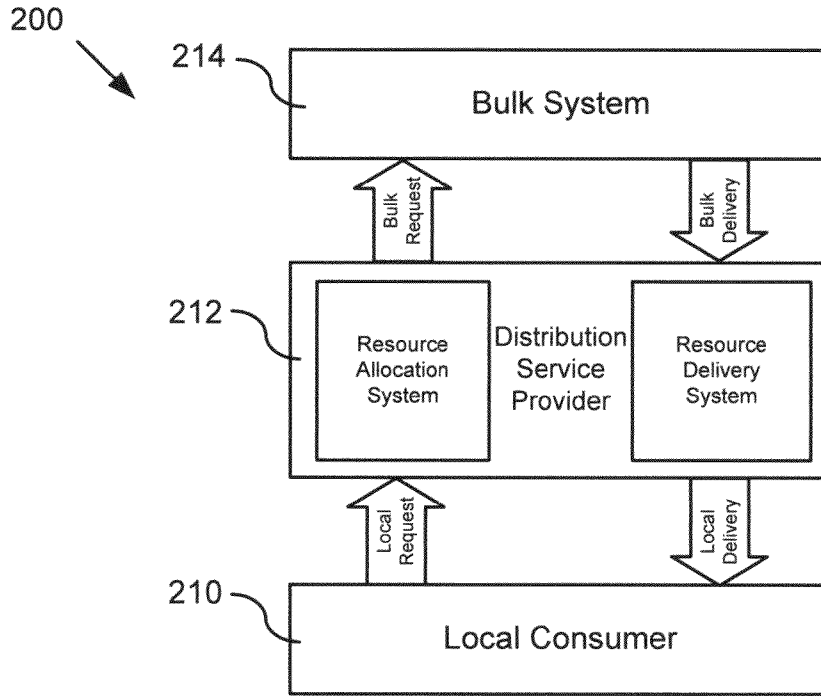 200
214
Bulk System
Bulk
Request
Bulk
Delivery
212
Resource
Allocation
System
Distribution
Service
Provider
Resource
Delivery
System
Local
Request
Local
Delivery
210
Local Consumer